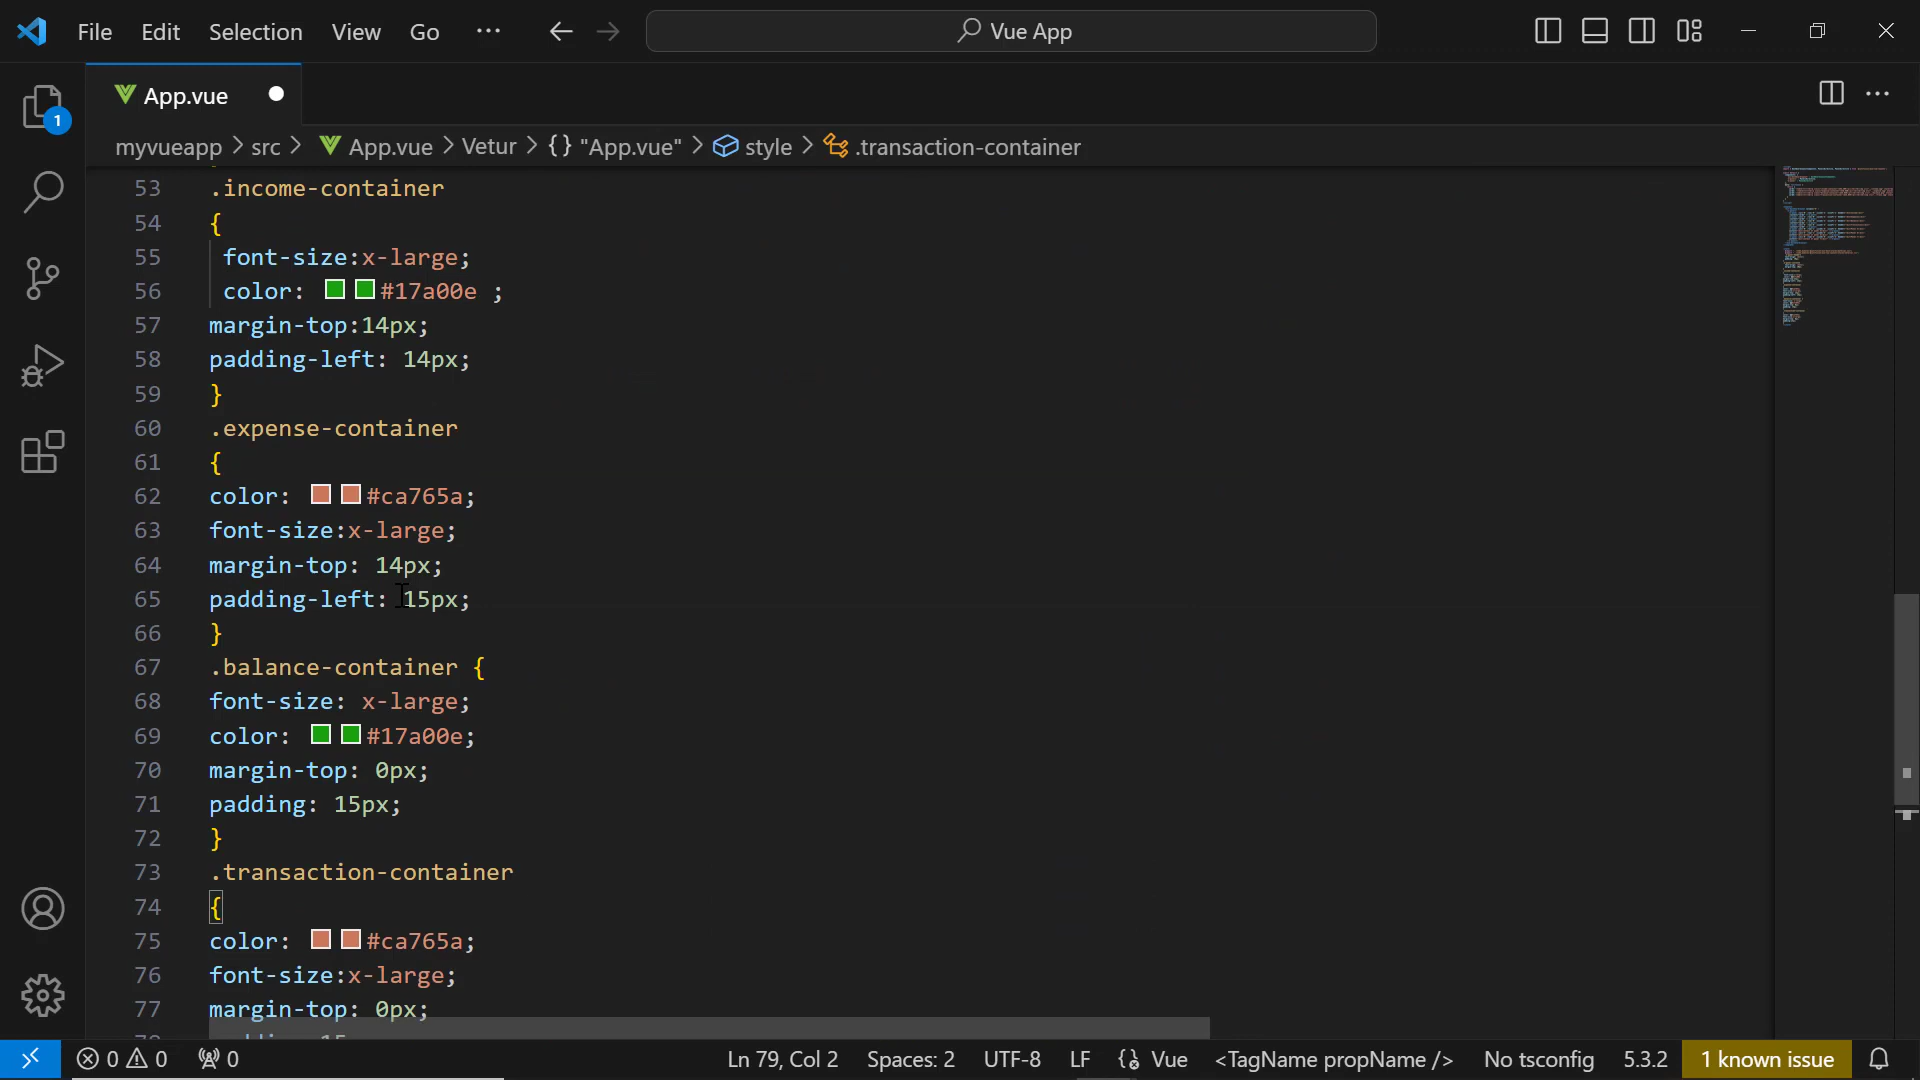 File Edit Selection View Go ··· Vue App
App.vue
myvueapp > src > App.vue > Vetur > {} "App.vue" > style > .transaction-container
53 .income-container
54 {
55 font-size:x-large;
56 color: #17a00e ;
57 margin-top:14px;
58 padding-left: 14px;
59 }
60 .expense-container
61 {
62 color: #ca765a;
63 font-size:x-large;
64 margin-top: 14px;
65 padding-left: 15px;
66 }
67 .balance-container {
68 font-size: x-large;
69 color: #17a00e;
70 margin-top: 0px;
71 padding: 15px;
72 }
73 .transaction-container
74 {
75 color: #ca765a;
76 font-size:x-large;
77 margin-top: 0px;
1
0 0 0 Ln 79, Col 2 Spaces: 2 UTF-8 LF {} Vue <TagName propName /> No tsconfig 5.3.2 1 known issue